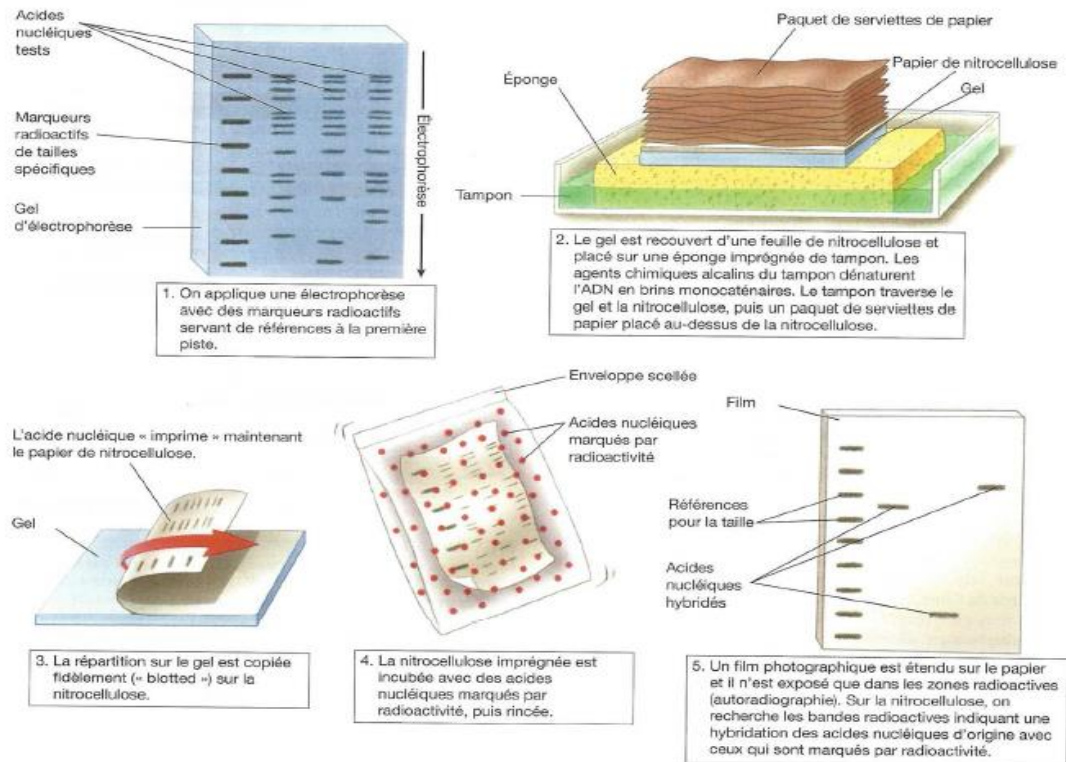 Acides
nucléiques
tests
Marqueurs
radioactifs
de tailles
spécifiques
Gel
d'électrophorèse
Électrophorèse
1. On applique une électrophorèse
avec des marqueurs radioactifs
servant de références à la première
piste.
Paquet de serviettes de papier
Papier de nitrocellulose
Gel
Éponge
Tampon
2. Le gel est recouvert d'une feuille de nitrocellulose et
placé sur une éponge imprégnée de tampon. Les
agents chimiques alcalins du tampon dénaturent
l'ADN en brins monocaténaires. Le tampon traverse le
gel et la nitrocellulose, puis un paquet de serviettes de
papier placé au-dessus de la nitrocellulose.
L'acide nucléique « imprime » maintenant
le papier de nitrocellulose.
Gel
3. La répartition sur le gel est copiée
fidèlement (« blotted ») sur la
nitrocellulose.
Enveloppe scellée
Acides nucléiques
marqués par
radioactivité
4. La nitrocellulose imprégnée est
incubée avec des acides
nucléiques marqués par
radioactivité, puis rincée.
Film
Références
pour la taille
Acides
nucléiques
hybridés
5. Un film photographique est étendu sur le papier
et il n'est exposé que dans les zones radioactives
(autoradiographie). Sur la nitrocellulose, on
recherche les bandes radioactives indiquant une
hybridation des acides nucléiques d'origine avec
ceux qui sont marqués par radioactivité.